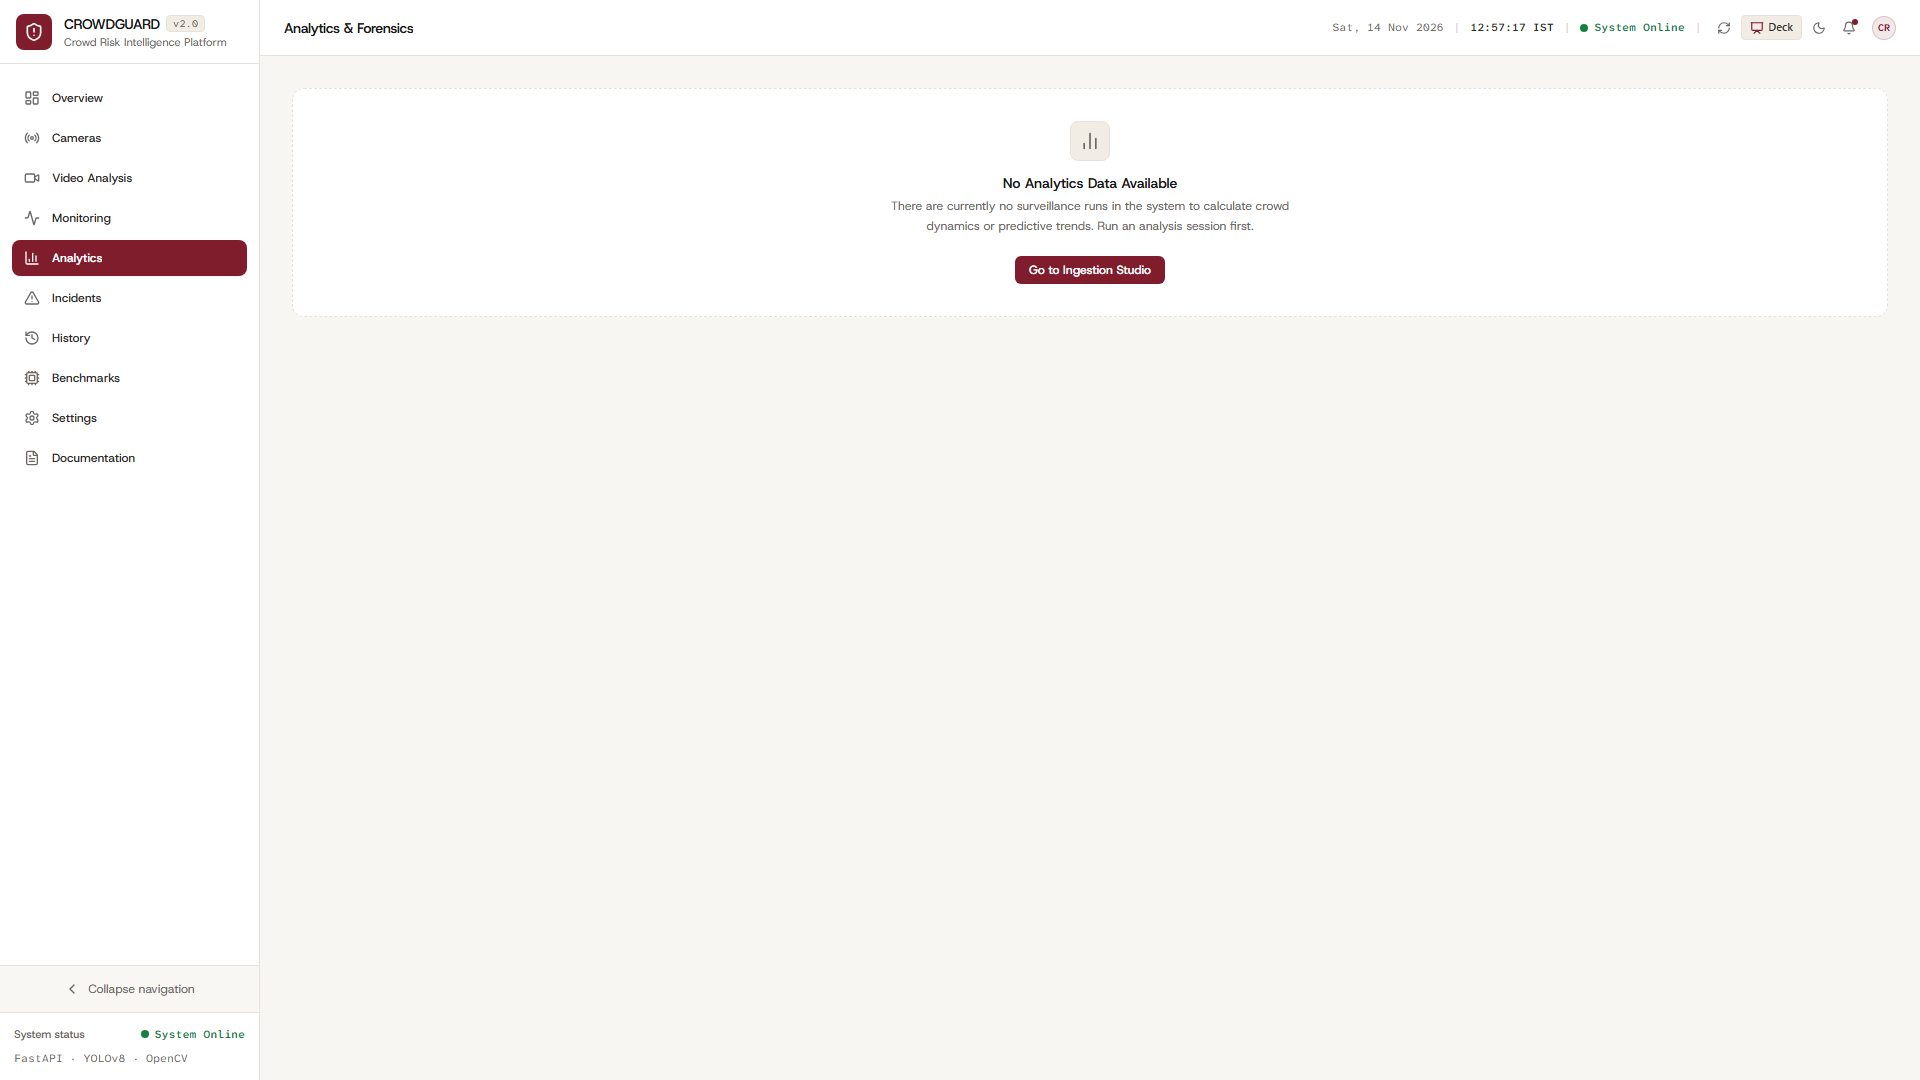 CROWDGUARD v2.0
Crowd Risk Intelligence Platform
Overview
Cameras
Video Analysis
Monitoring
Analytics
Incidents
History
Benchmarks
Settings
Documentation
Collapse navigation
System status System Online
FastAPI · YOLOv8 · OpenCV
Analytics & Forensics
Sat, 14 Nov 2026 | 12:57:17 IST | System Online |
Deck
CR
No Analytics Data Available
There are currently no surveillance runs in the system to calculate crowd
dynamics or predictive trends. Run an analysis session first.
Go to Ingestion Studio